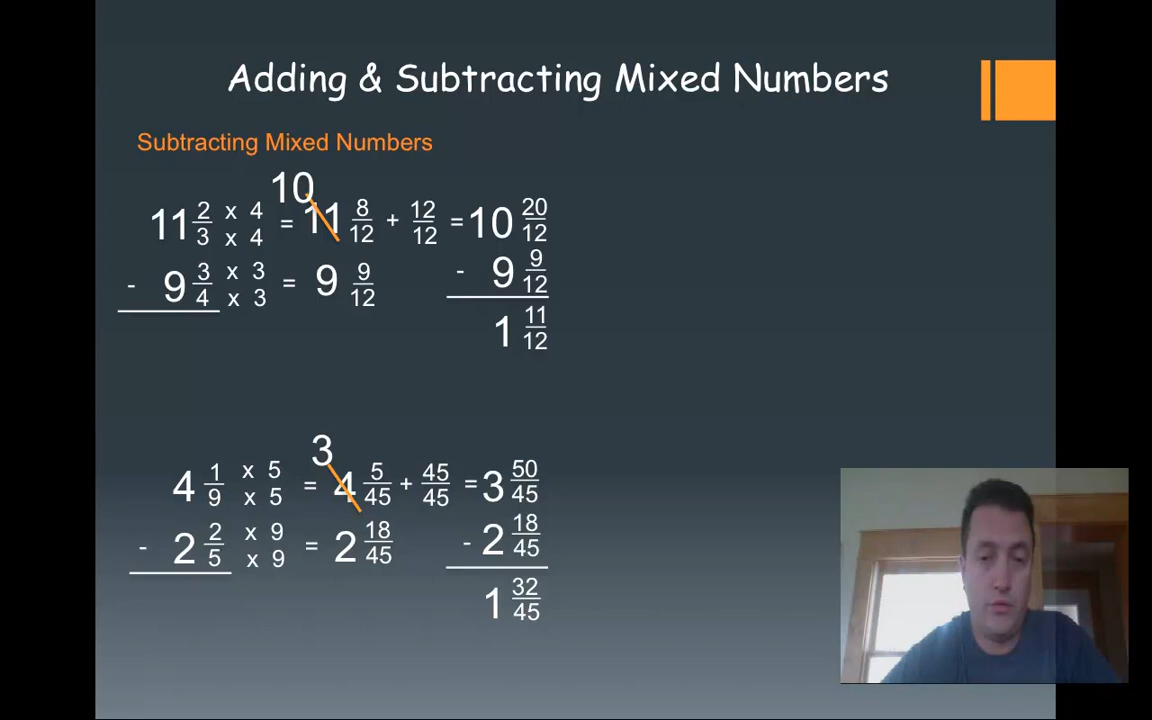 Adding & Subtracting Mixed Numbers
Subtracting Mixed Numbers
10
11 2/3 x 4 / x 4 = 11 8/12 + 12/12 = 10 20/12
- 9 3/4 x 3 / x 3 = 9 9/12 - 9 9/12
1 11/12
3
4 1/9 x 5 / x 5 = 4 5/45 + 45/45 = 3 50/45
- 2 2/5 x 9 / x 9 = 2 18/45 - 2 18/45
1 32/45